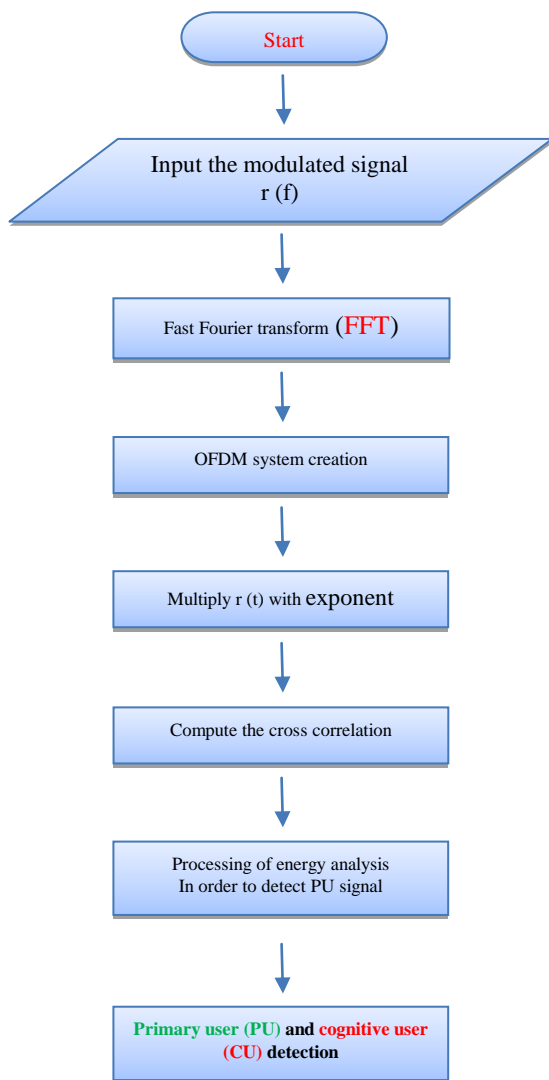 Start
Input the modulated signal
r (f)
Fast Fourier transform (FFT)
OFDM system creation
Multiply r (t) with exponent
Compute the cross correlation
Processing of energy analysis
In order to detect PU signal
Primary user (PU) and cognitive user
(CU) detection